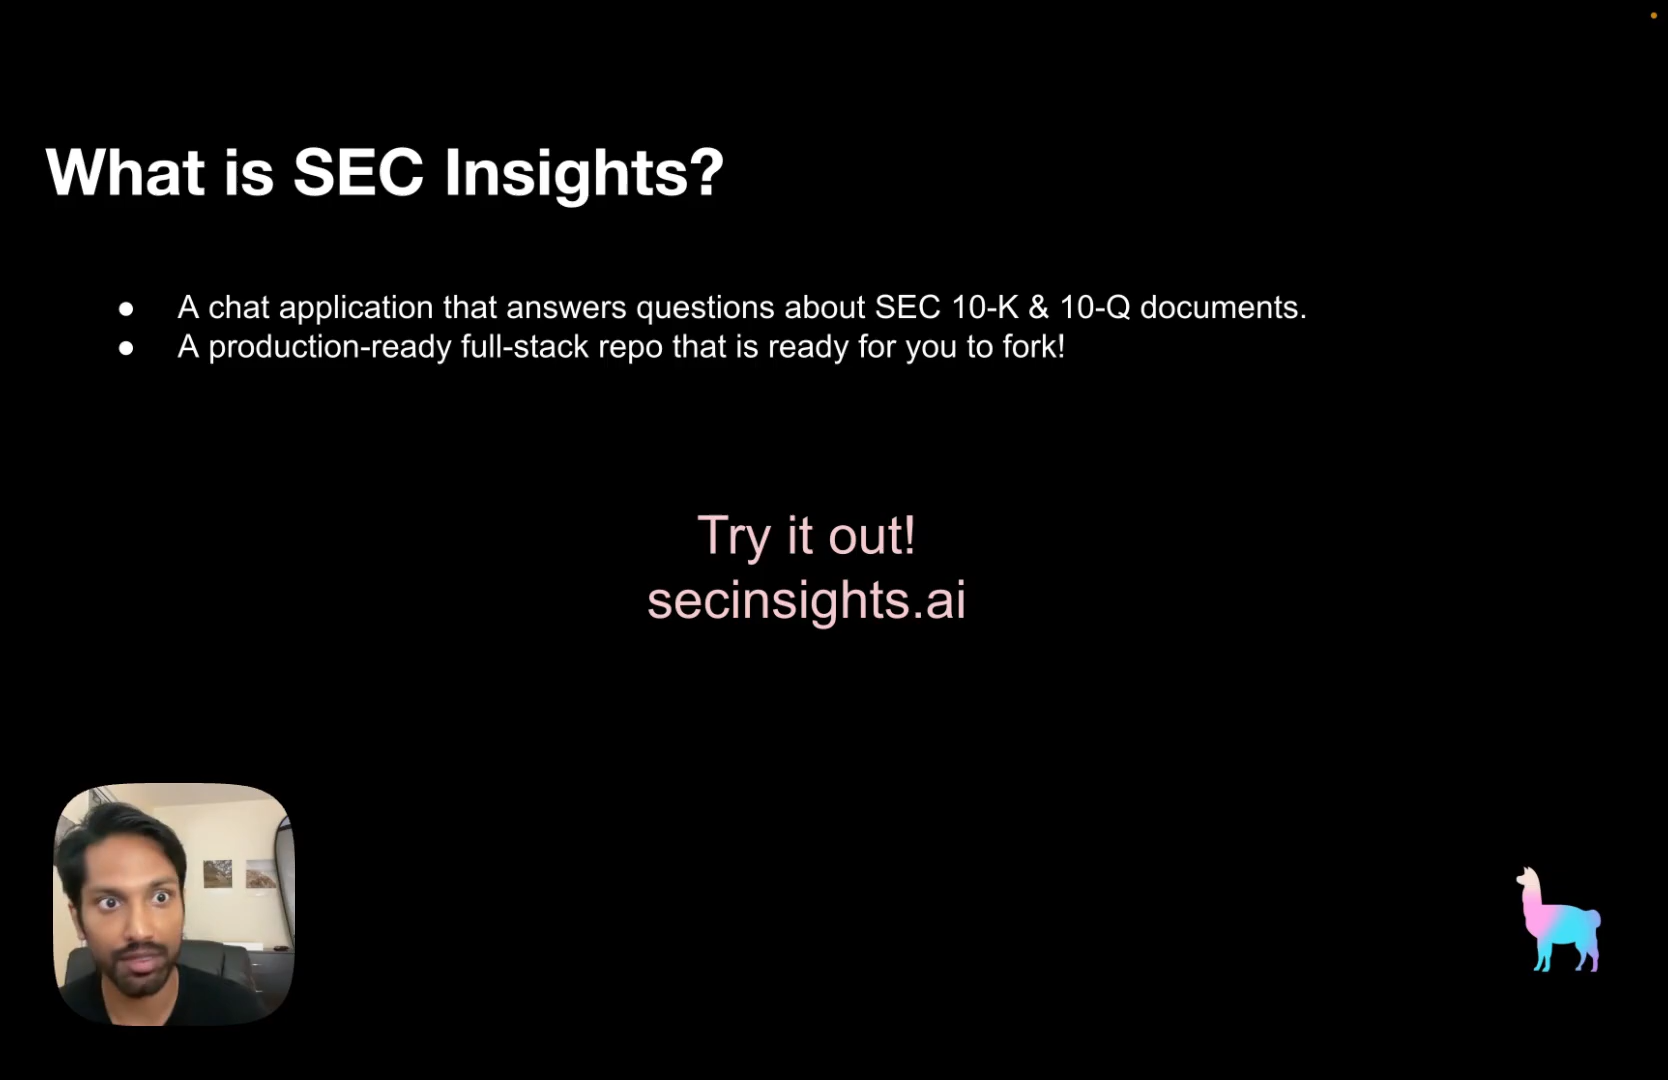 What is SEC Insights?
● A chat application that answers questions about SEC 10-K & 10-Q documents.
● A production-ready full-stack repo that is ready for you to fork!
Try it out!
secinsights.ai